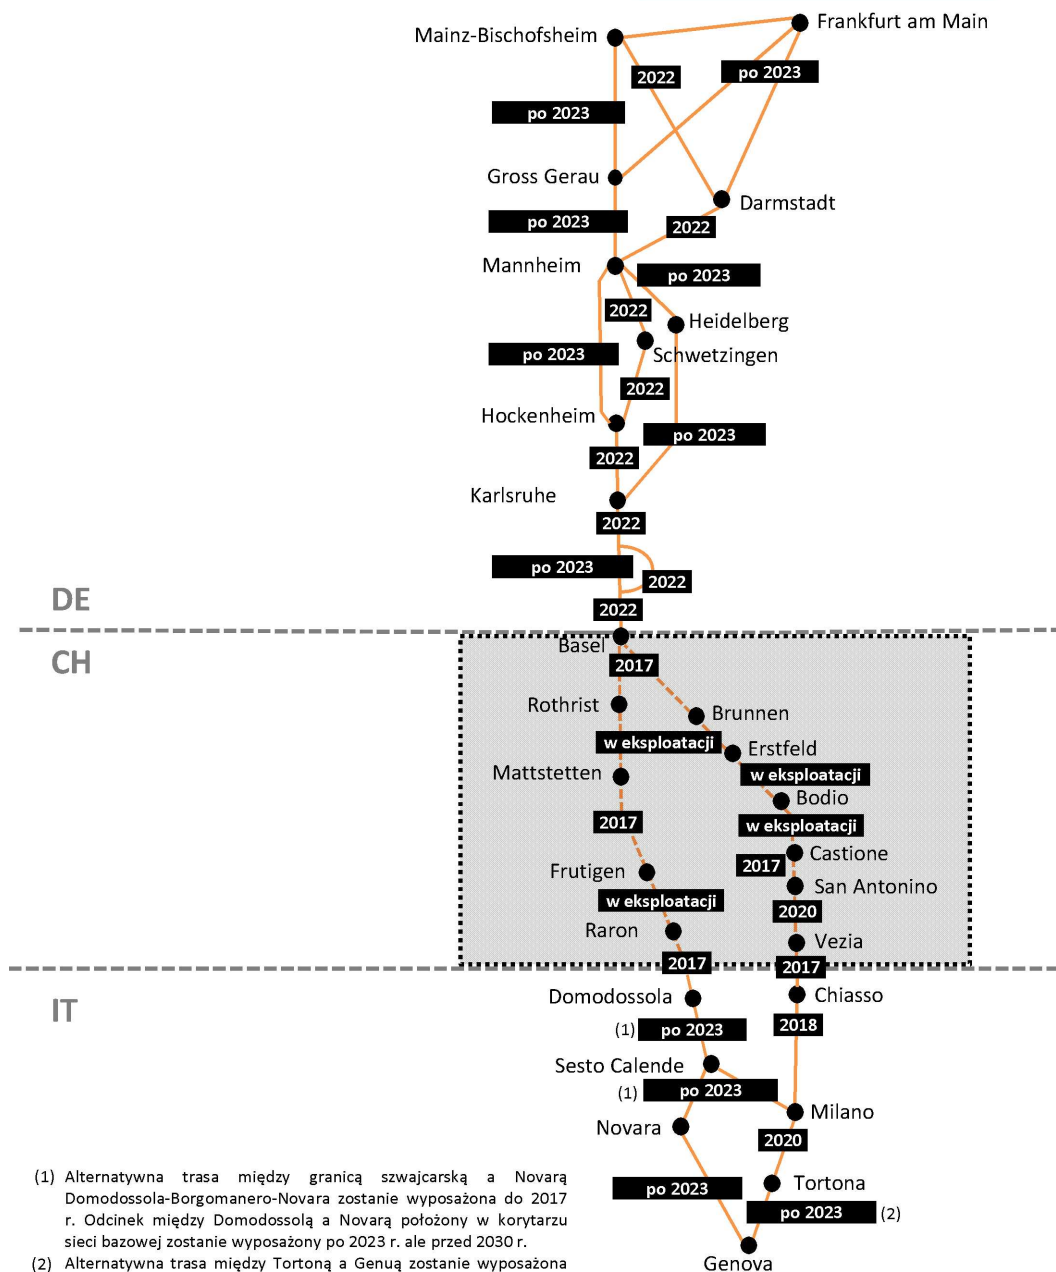 Frankfurt am Main
Mainz-Bischofsheim
po 2023
2022
po 2023
Gross Gerau
Darmstadt
po 2023
2022
Mannheim
po 2023
2022
Heidelberg
po 2023
Schwetzingen
2022
Hockenheim
po 2023
2022
Karlsruhe
2022
po 2023
2022
DE
2022
Basel
CH
2017
Rothrist
Brunnen
w eksploatacji
Erstfeld
Mattstetten
w eksploatacji
Bodio
2017
w eksploatacji
Castione
2017
Frutigen
San Antonino
w eksploatacji
2020
Raron
Vezia
2017
2017
Domodossola
Chiasso
IT
(1) po 2023
2018
Sesto Calende
(1) po 2023
Milano
Novara
2020
po 2023
Tortona
po 2023 (2)
Genova
(1) Alternatywna trasa między granicą szwajcarską a Novarą
Domodossola-Borgomanero-Novara zostanie wyposażona do 2017
r. Odcinek między Domodossolą a Novarą położony w korytarzu
sieci bazowej zostanie wyposażony po 2023 r. ale przed 2030 r.
(2) Alternatywna trasa między Tortoną a Genuą zostanie wyposażona